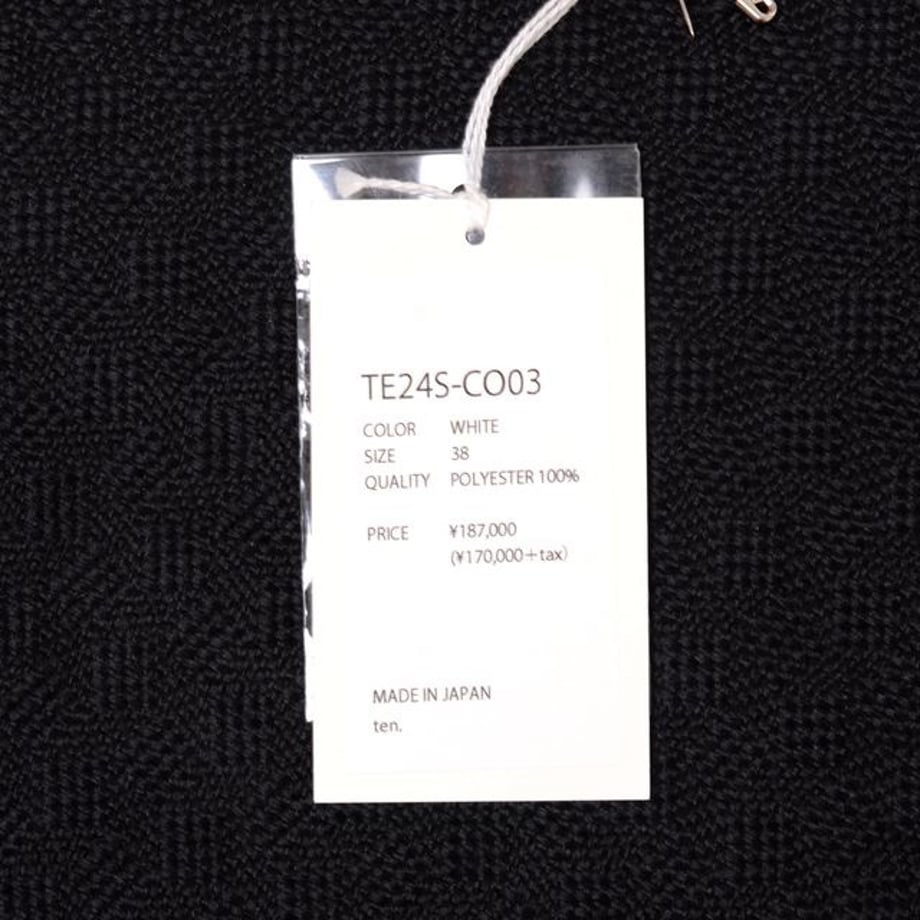 TE24S-CO03
COLOR WHITE
SIZE 38
QUALITY POLYESTER 100%
PRICE ¥187,000
(¥170,000+tax)
MADE IN JAPAN
ten.